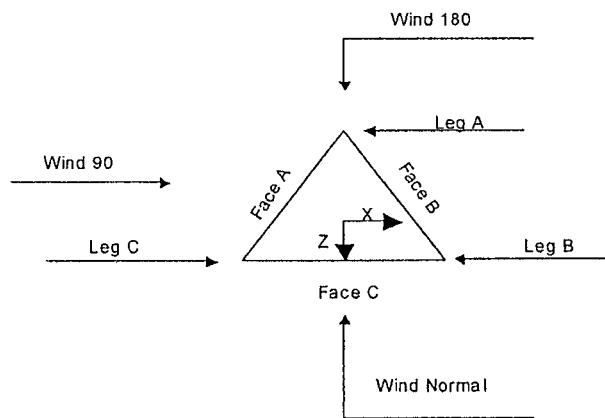 Wind 180
Leg A
Wind 90
Face A
Face B
X
Z
Leg C
Leg B
Face C
Wind Normal